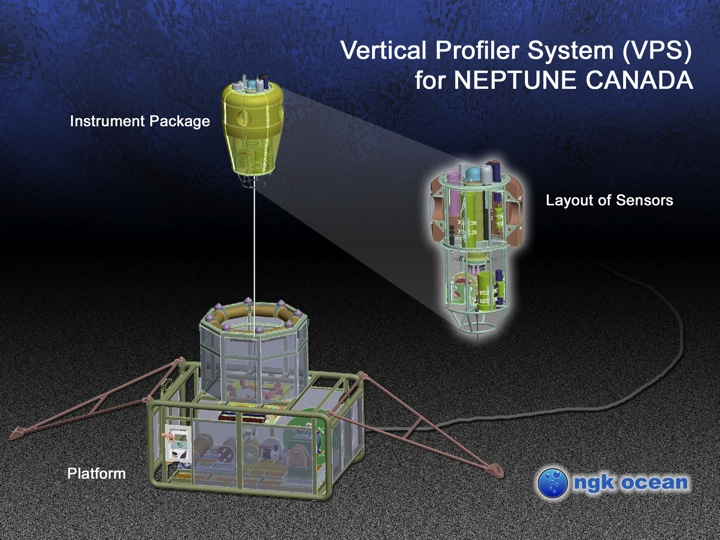 Vertical Profiler System (VPS)
for NEPTUNE CANADA
Instrument Package
Layout of Sensors
Platform
ngk ocean